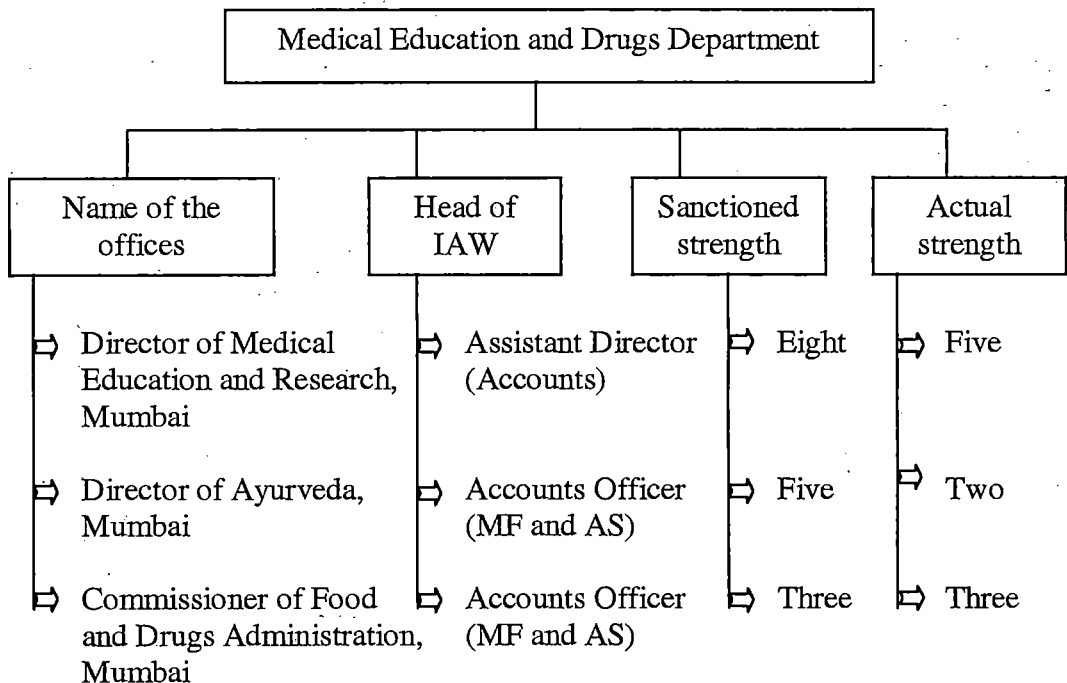 Medical Education and Drugs Department
Name of the
offices
Head of
IAW
Sanctioned
strength
Actual
strength
Director of Medical
Education and Research,
Mumbai
Assistant Director
(Accounts)
Eight
Five
Director of Ayurveda,
Mumbai
Accounts Officer
(MF and AS)
Five
Two
Commissioner of Food
and Drugs Administration,
Mumbai
Accounts Officer
(MF and AS)
Three
Three